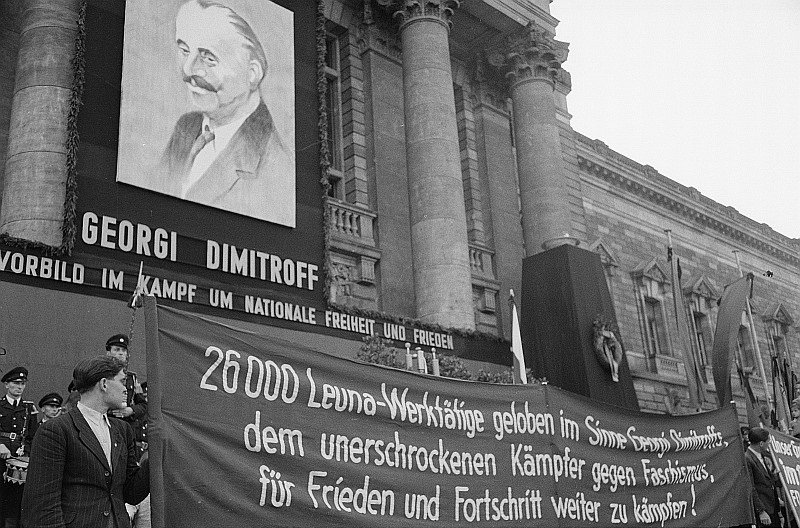 GEORGI DIMITROFF
VORBILD IM KAMPF UM NATIONALE FREIHEIT UND FRIEDEN
26000 Leuna-Werktätige geloben im Sinne Georgi Dimitroffs,
dem unerschrockenen Kämpfer gegen Faschismus,
für Frieden und Fortschritt weiter zu kämpfen!